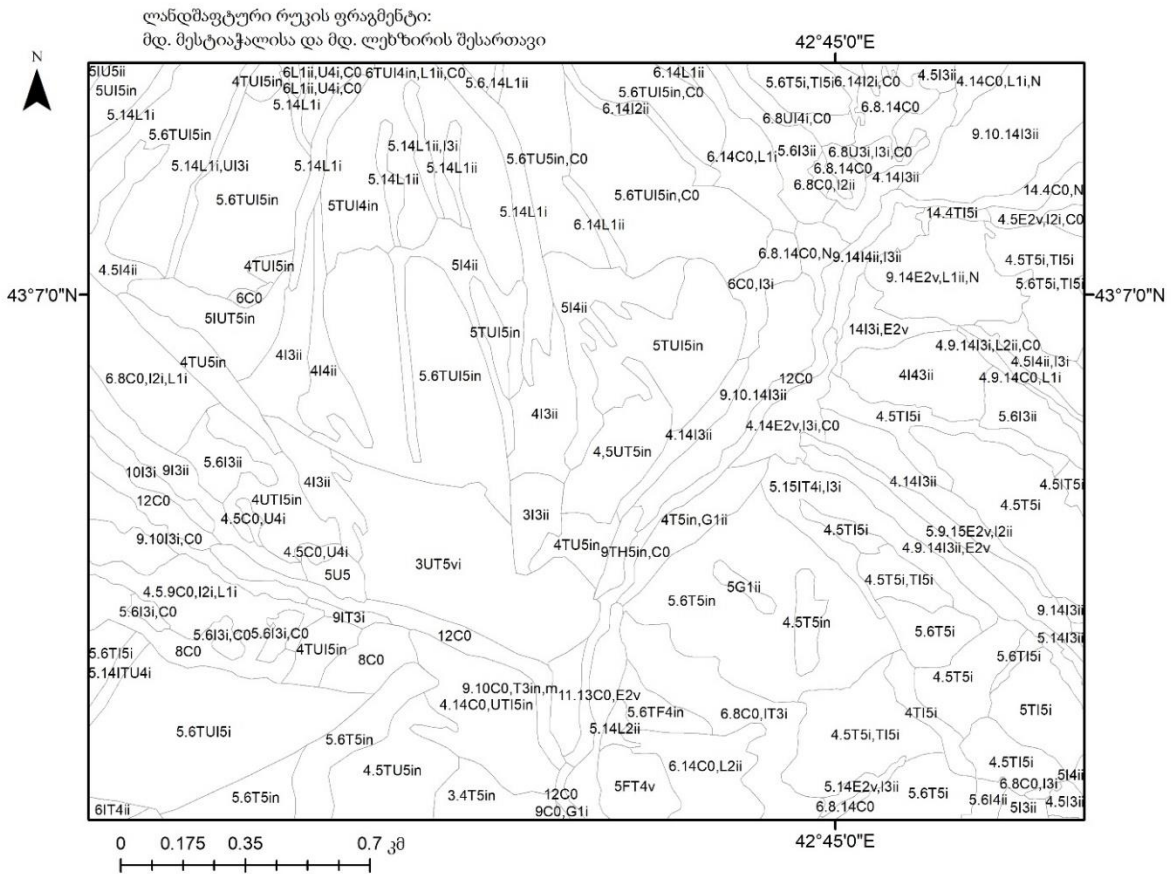 ლანდშაფტური რუკის ფრაგმენტი:
მდ. მესტიაჭალისა და მდ. ლეხზირის შესართავი
42°45'0"E
N
5IU5ii
5UI5in
4TUI5in
6L1ii,U4i,C0
6TUI4in,L1ii,C0
5.6.14L1ii
6.14L1ii
6.5T5i,TI5i
6.14I2i,C0
4.5I3ii
4.14C0,L1i,N
6L1ii,U4i,C0
5.14L1i
5.14L1i
5.6TUI5in,C0
6.14I2ii
6.8UI4i,C0
6.8.14C0
5.6TUI5in
9.10.14I3ii
5.14L1i,UI3i
5.14L1i
5.14L1ii,I3i
5.14L1ii
5.14L1ii
5.6TU5in,C0
6.14C0,L1i
5.6I3ii
6.8U3i,I3i,C0
6.8.14C0
6.8C0,I2ii
4.14I3ii
5.6TUI5in
5TUI4in
5.14L1i
5.6TUI5in,C0
14.4C0,N
6.14L1ii
14.4TI5i
4.5E2v,I2i,C0
4.5I4ii
4TUI5in
5I4ii
6.8.14C0,N
9.14I4ii,I3ii
4.5T5i,TI5i
9.14E2v,L1ii,N
5.6T5i,TI5i
43°7'0"N
6C0
6C0,I3i
43°7'0"N
5IUT5in
5I4ii
5TUI5in
5TUI5in
14I3i,E2v
4.9.14I3i,L2ii,C0
4TU5in
4I3ii
4I4ii
5.6TUI5in
4.5I4ii,I3i
6.8C0,I2i,L1i
12C0
4I43ii
4.9.14C0,L1i
9.10.14I3ii
4I3ii
4.14I3ii
4.14E2v,I3i,C0
4.5TI5i
5.6I3ii
4,5UT5in
10I3i
9I3ii
5.6I3ii
4I3ii
5.15IT4i,I3i
4.14I3ii
4.5IT5i
12C0
4UTI5in
4.5C0,U4i
3I3ii
4T5in,G1ii
4.5TI5i
4.5T5i
5.9.15E2v,I2ii
9.10I3i,C0
4.5C0,U4i
4TU5in
9TH5in,C0
4.9.14I3ii,E2v
5U5
3UT5vi
5G1ii
4.5T5i,TI5i
4.5.9C0,I2i,L1i
5.6T5in
5.6I3i,C0
9IT3i
4.5T5in
9.14I3ii
5.6I3i,C0
5.6I3i,C0
12C0
5.6T5i
5.14I3ii
5.6TI5i
8C0
4TUI5in
8C0
5.6TI5i
5.14ITU4i
4.5T5i
9.10C0,T3in,m
11.13C0,E2v
4.14C0,UTI5in
5.6TF4in
6.8C0,IT3i
4TI5i
5TI5i
5.6TUI5i
5.6T5in
5.14L2ii
4.5T5i,TI5i
4.5TU5in
6.14C0,L2ii
4.5TI5i
5I4ii
5FT4v
5.14E2v,I3ii
6.8C0,I3i
6IT4ii
5.6T5in
3.4T5in
12C0
9C0,G1i
6.8.14C0
5.6T5i
5.6I4ii
5I3ii
4.5I3ii
42°45'0"E
0 0.175 0.35 0.7 კმ